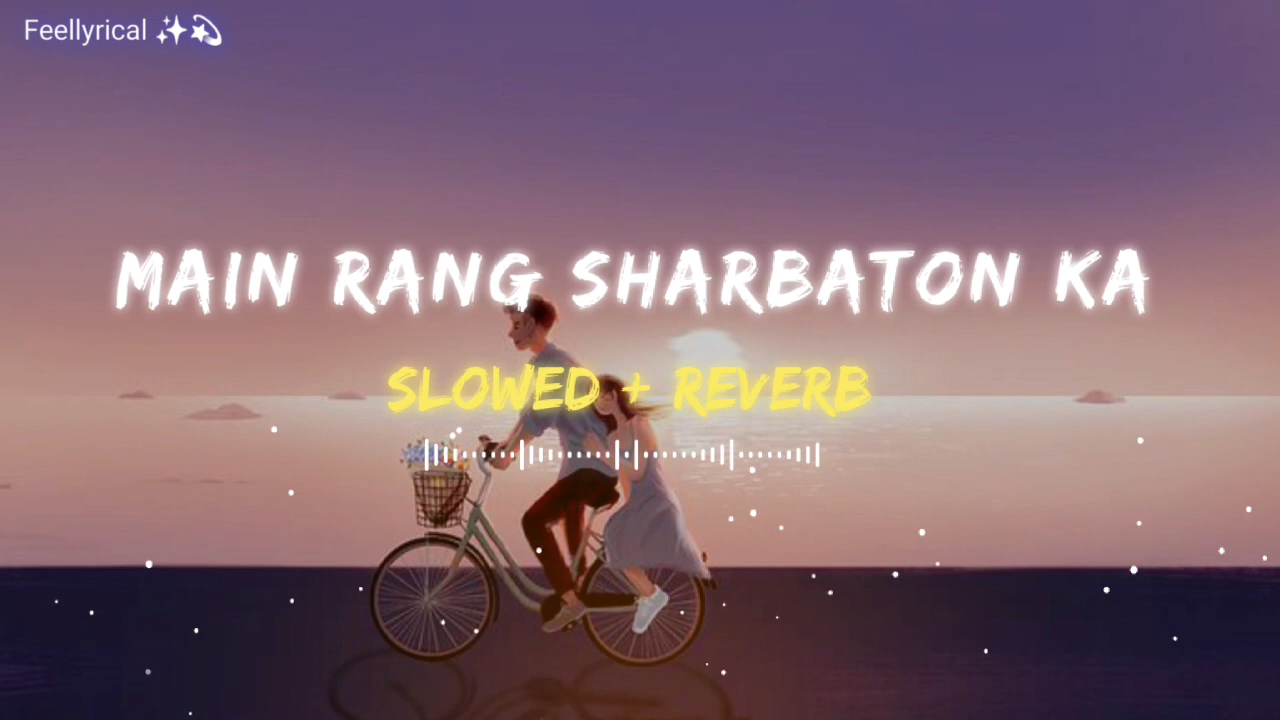 Feellyrical ✨💫
MAIN RANG SHARBATON KA
SLOWED + REVERB